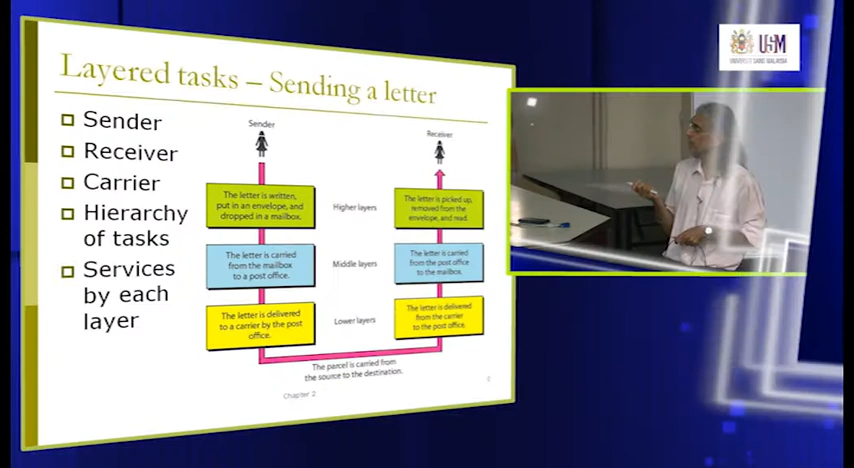 Layered tasks – Sending a letter
Sender
Receiver
Carrier
Hierarchy
of tasks
Services
by each
layer
Sender
Receiver
The letter is written,
put in an envelope, and
dropped in a mailbox.
Higher layers
The letter is picked up,
removed from the
envelope, and read.
The letter is carried
from the mailbox
to a post office.
Middle layers
The letter is carried
from the post office
to the mailbox.
The letter is delivered
to a carrier by the post
office.
Lower layers
The letter is delivered
from the carrier
to the post office.
The parcel is carried from
the source to the destination.
Chapter 2
USM
UNIVERSITI SAINS MALAYSIA